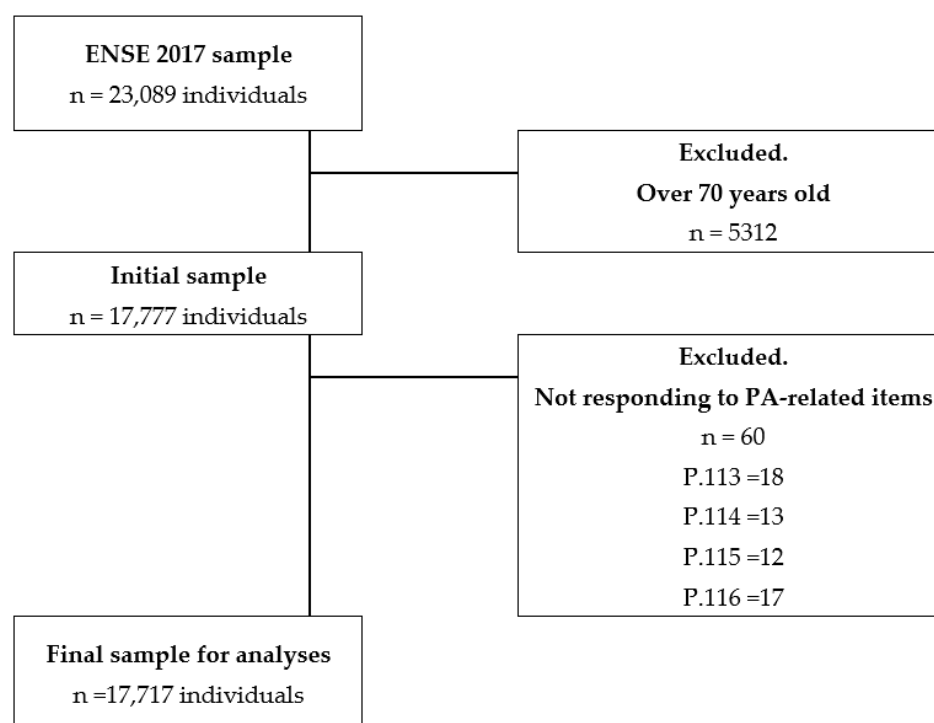 ENSE 2017 sample
n = 23,089 individuals
Excluded.
Over 70 years old
n = 5312
Initial sample
n = 17,777 individuals
Excluded.
Not responding to PA-related items
n = 60
P.113 =18
P.114 =13
P.115 =12
P.116 =17
Final sample for analyses
n =17,717 individuals